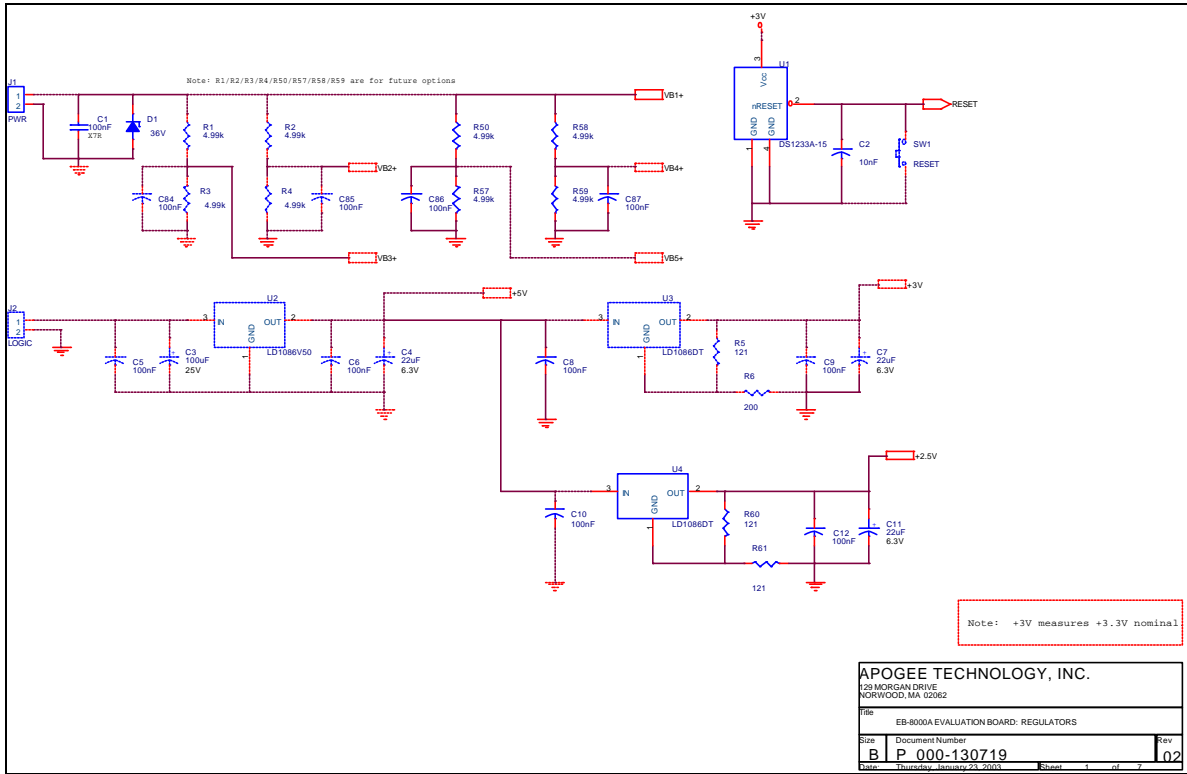 +3V
J1
1
2
PWR
Note: R1/R2/R3/R4/R50/R57/R58/R59 are for future options
C1
100nF
X7R
D1
36V
R1
4.99k
R2
4.99k
R50
4.99k
R58
4.99k
VB1+
C84
100nF
R3
4.99k
R4
4.99k
C85
100nF
VB2+
C86
100nF
R57
4.99k
R59
4.99k
C87
100nF
VB4+
VB3+
VB5+
U1
3
Vcc
nRESET
2
GND
GND
1
4
DS1233A-15
C2
10nF
SW1
RESET
RESET
J2
1
2
LOGIC
C5
100nF
C3
100uF
25V
U2
3
IN
OUT
2
GND
1
LD1086V50
C6
100nF
C4
22uF
6.3V
+5V
C8
100nF
U3
3
IN
OUT
2
GND
1
LD1086DT
R5
121
R6
200
C9
100nF
C7
22uF
6.3V
+3V
C10
100nF
U4
3
IN
OUT
2
GND
1
LD1086DT
R60
121
R61
121
C12
100nF
C11
22uF
6.3V
+2.5V
Note: +3V measures +3.3V nominal
APOGEE TECHNOLOGY, INC.
129 MORGAN DRIVE
NORWOOD, MA 02062
Title
EB-8000A EVALUATION BOARD: REGULATORS
Size Document Number Rev
B P_000-130719 02
Date: Thursday, January 23, 2003 Sheet 1 of 7